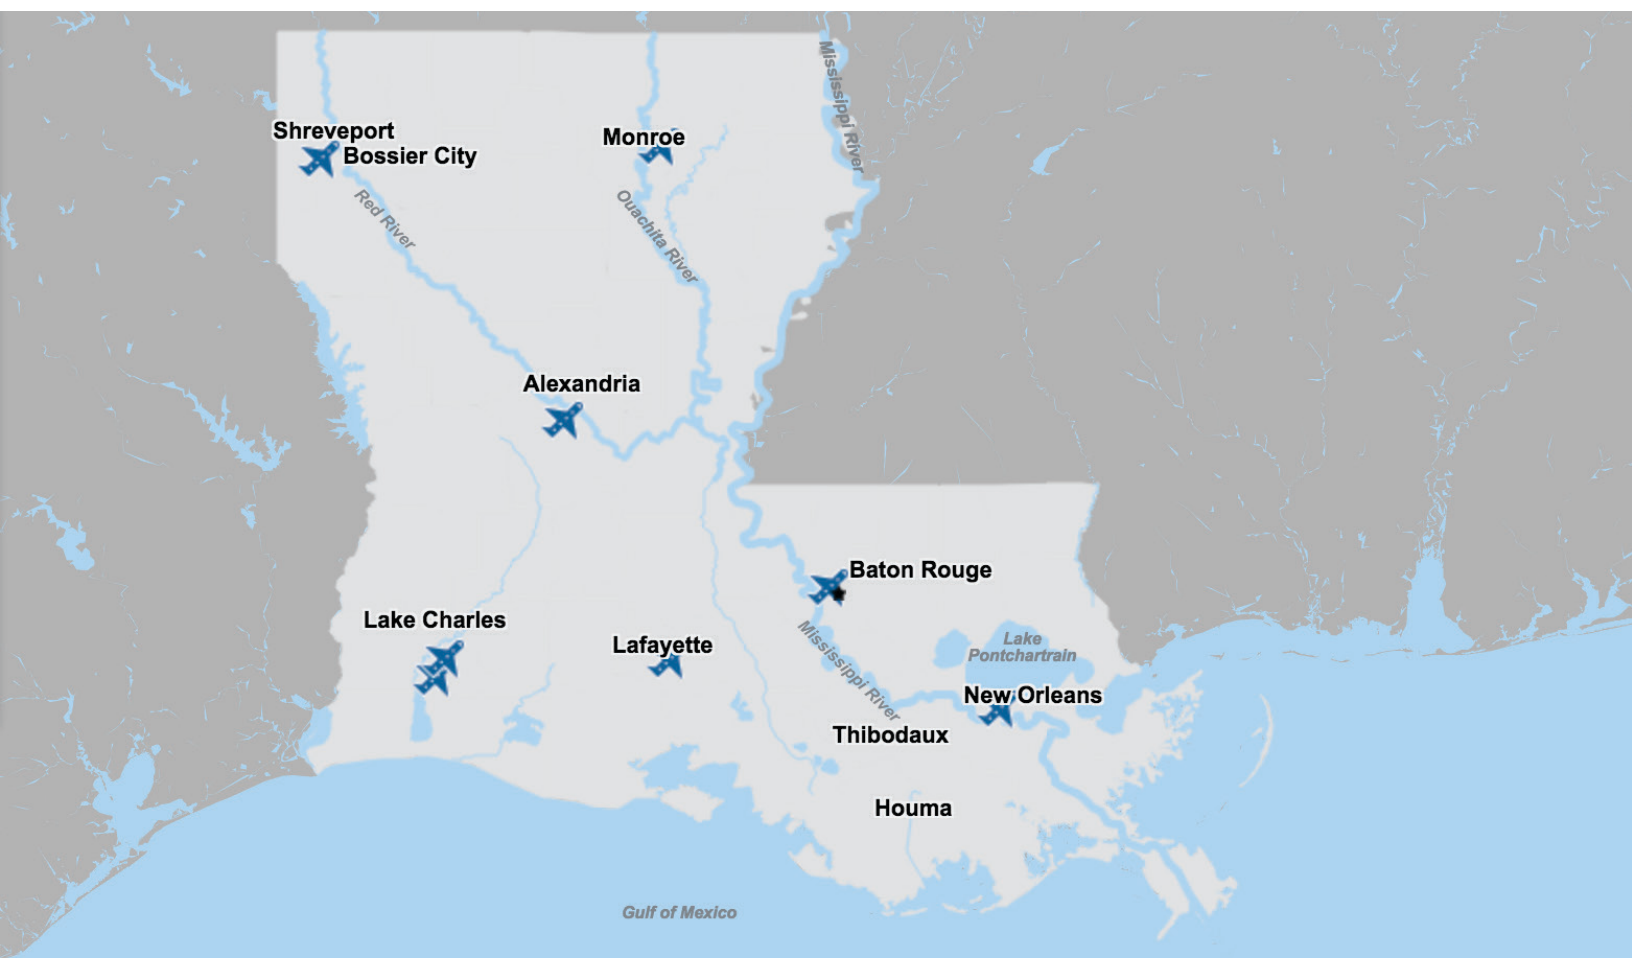 Mississippi River
Shreveport
Bossier City
Monroe
Red River
Ouachita River
Alexandria
Baton Rouge
Lake Charles
Lafayette
Mississippi River
Lake
Pontchartrain
New Orleans
Thibodaux
Houma
Gulf of Mexico